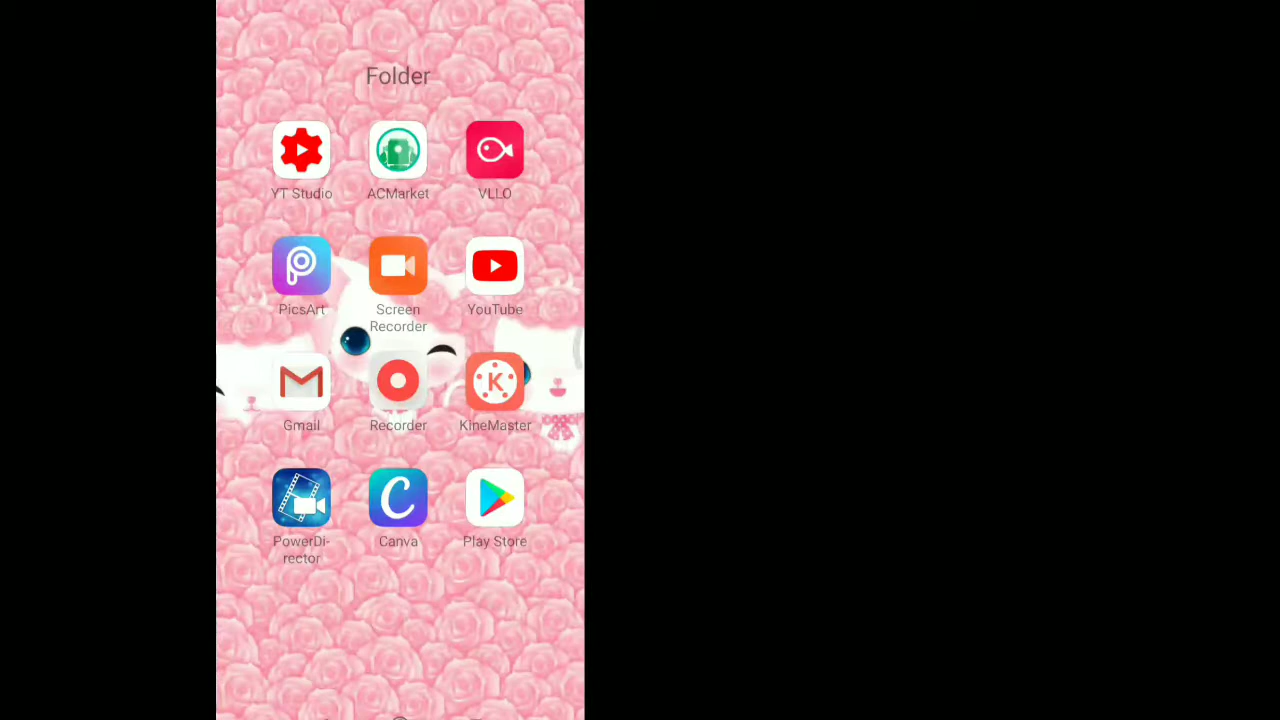 Folder
YT Studio
ACMarket
VLLO
PicsArt
Screen
Recorder
YouTube
Gmail
Recorder
K
KineMaster
PowerDi-
rector
C
Canva
Play Store